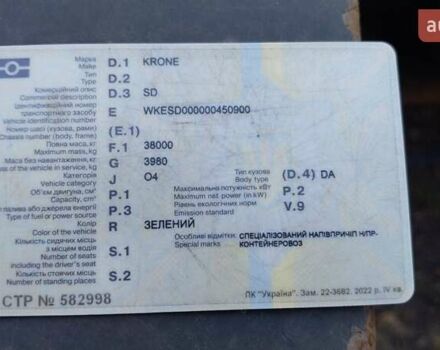 au
Марка
Make D.1 KRONE
Тип
Type D.2
Комерційний опис
Commercial description D.3 SD
Ідентифікаційний номер
транспортного засобу E WKESD000000450900
Vehicle identification number
Номер шасі (кузова, рами) (E.1)
Chassis number (body, frame)
Повна маса, кг F.1 38000
Maximum mass, kg
Маса без навантаження, кг G 3980
of the vehicle in service, kg
Категорія J O4 Тип кузова (D.4) DA
Vehicle category Body type
Об'єм двигуна, см³ P.1 Максимальна потужність кВт P.2
Capacity, cm³ Maximum net power (in kW)
палива або джерела енергії P.3 Рівень екологічних норм V.9
Type of fuel or power source Emission standard
Колір R ЗЕЛЕНИЙ
Color of the vehicle
Кількість сидячих місць Особливі відмітки СПЕЦІАЛІЗОВАНИЙ НАПІВПРИЧІП Н/ПР-
з місцем водія S.1 Special marks КОНТЕЙНЕРОВОЗ
Number of seats
including the driver's seat
Кількість стоячих місць S.2
Number of standing places
СТР № 582998
ПК "Україна". Зам. 22-3682. 2022 р. IV кв.